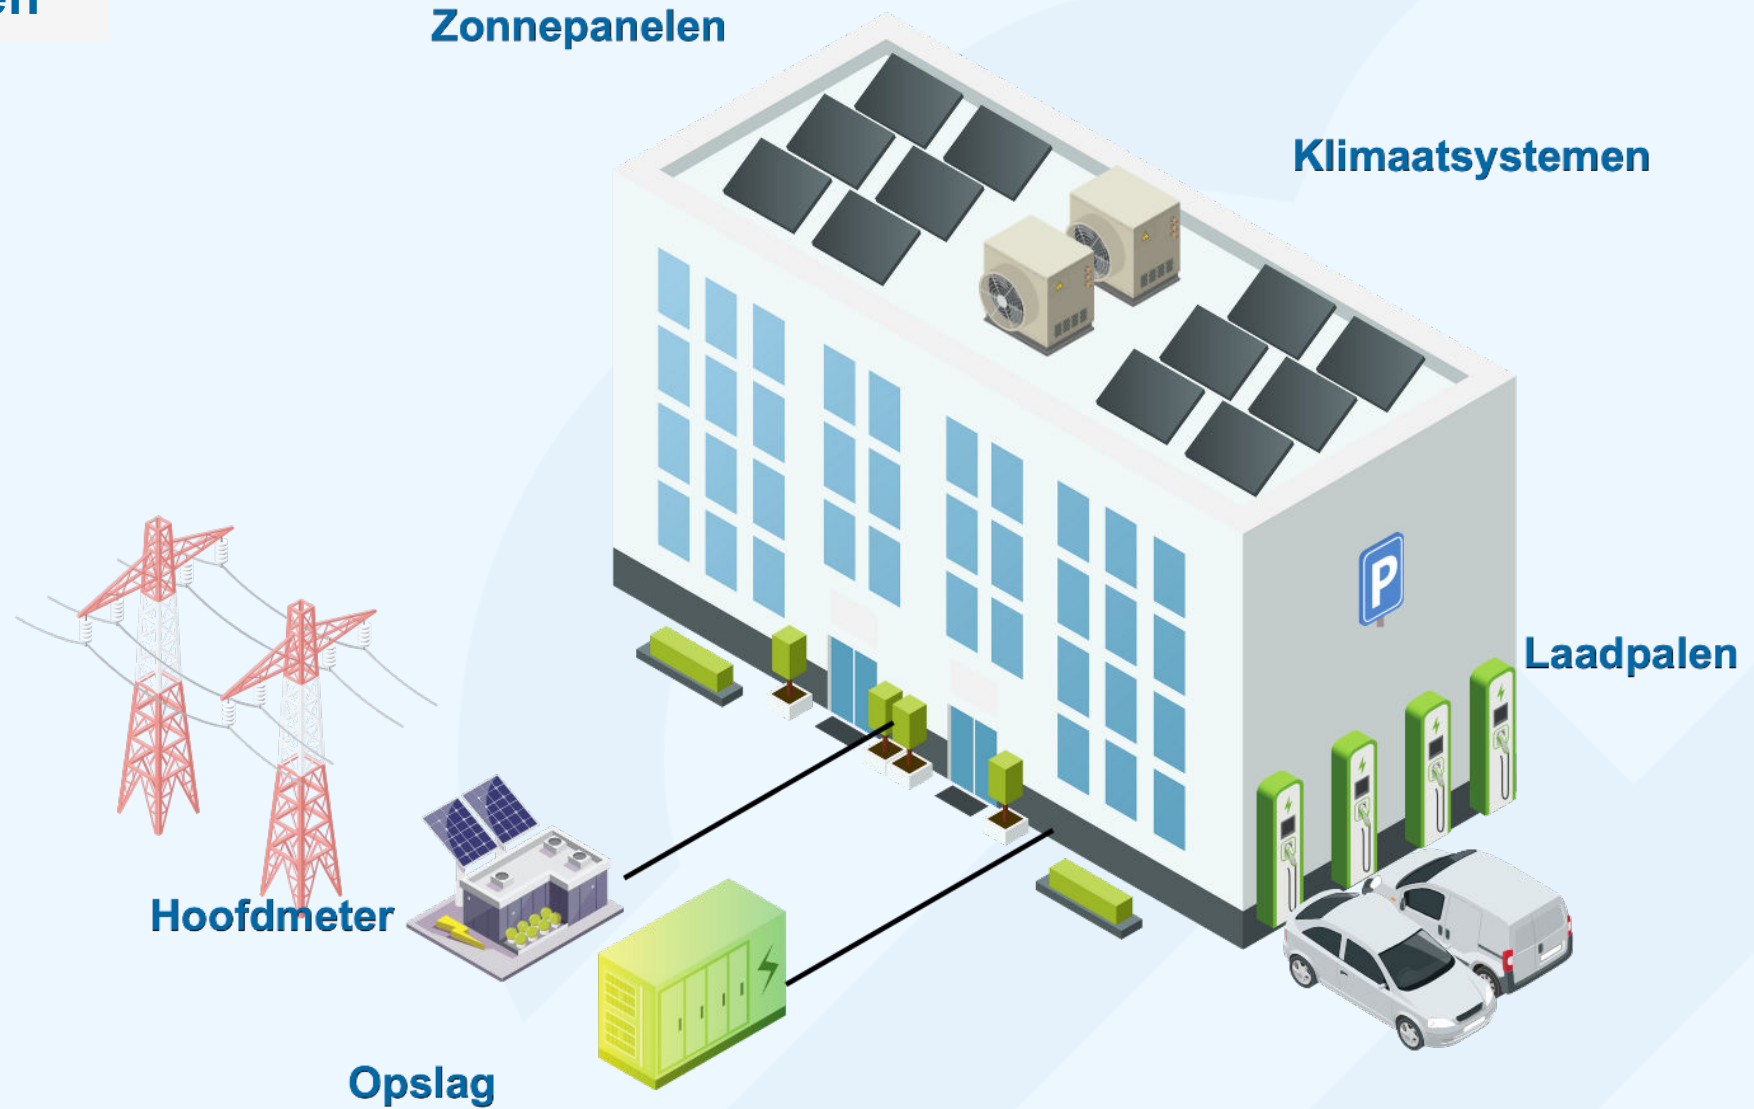 Zonnepanelen
Klimaatsystemen
P
Laadpalen
Hoofdmeter
Opslag